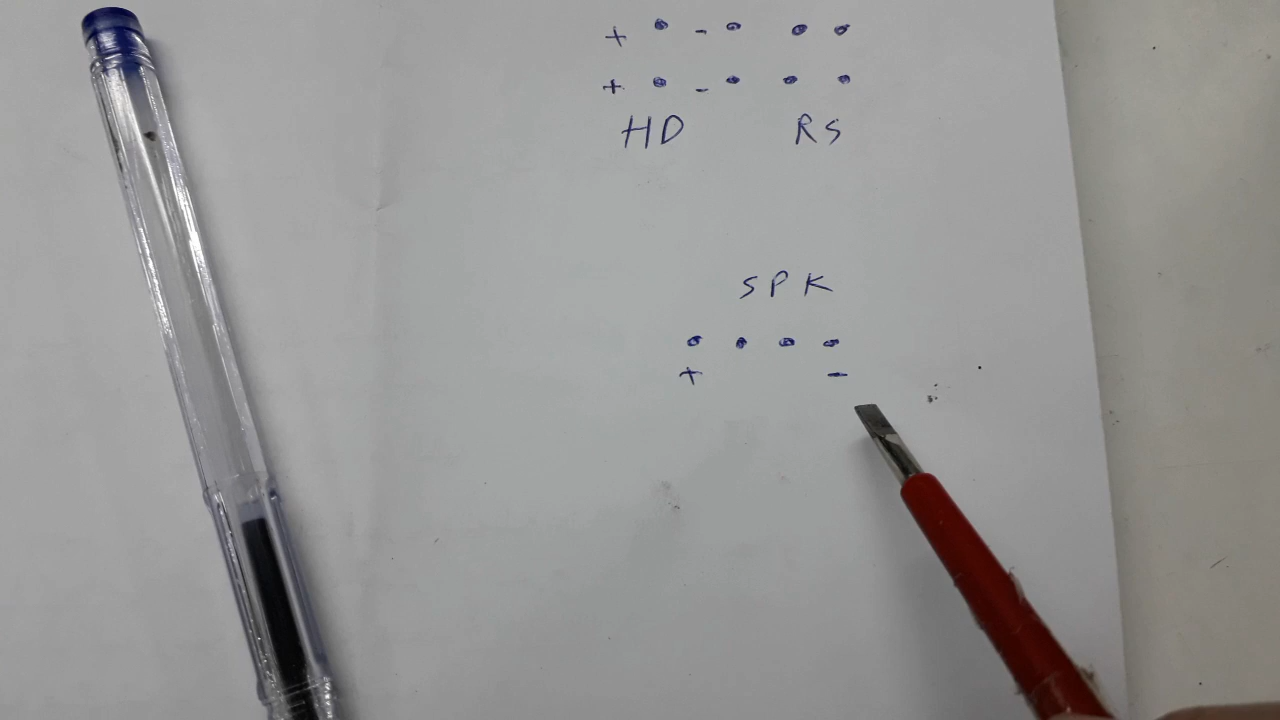 + • - • • •
+ • - • • •
HD RS
SPK
• • • •
+ -